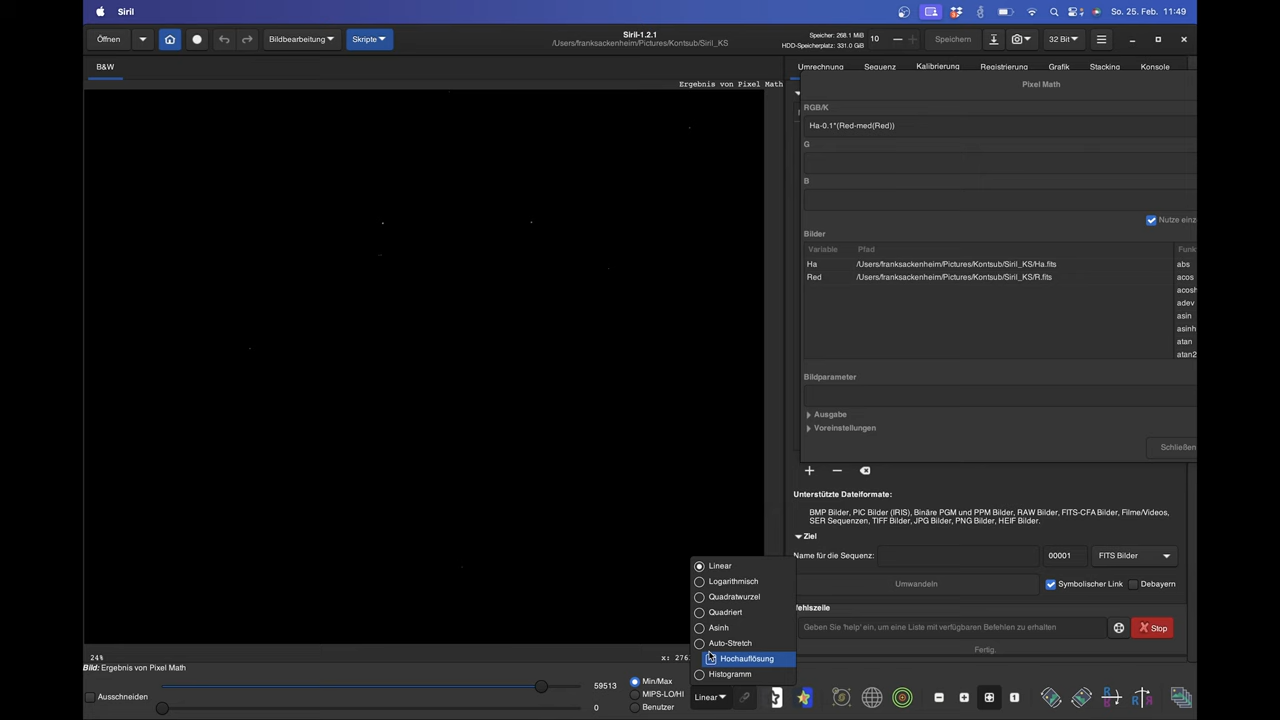 Siril
So. 25. Feb. 11:49
Öffnen
Bildbearbeitung
Skripte
Siril-1.2.1
/Users/franksackenheim/Pictures/Kontsub/Siril_KS
Speicher: 268.1 MiB
HDD-Speicherplatz: 331.0 GiB
10
Speichern
32 Bit
B&W
Umrechnung
Sequenz
Kalibrierung
Registrierung
Grafik
Stacking
Konsole
Ergebnis von Pixel Math
Pixel Math
RGB/K
Ha-0.1*(Red-med(Red))
G
B
Nutze einze
Bilder
Variable Pfad Funk
Ha /Users/franksackenheim/Pictures/Kontsub/Siril_KS/Ha.fits
Red /Users/franksackenheim/Pictures/Kontsub/Siril_KS/R.fits
abs
acos
acosh
adev
asin
asinh
atan
atan2
Bildparameter
Ausgabe
Voreinstellungen
Schließen
Unterstützte Dateiformate:
BMP Bilder, PIC Bilder (IRIS), Binäre PGM und PPM Bilder, RAW Bilder, FITS-CFA Bilder, Filme/Videos,
SER Sequenzen, TIFF Bilder, JPG Bilder, PNG Bilder, HEIF Bilder.
Ziel
Name für die Sequenz:
00001
FITS Bilder
Umwandeln
Symbolischer Link
Debayern
fehlszeile
Geben Sie 'help' ein, um eine Liste mit verfügbaren Befehlen zu erhalten
Stop
Fertig.
Linear
Logarithmisch
Quadratwurzel
Quadriert
Asinh
Auto-Stretch
Hochauflösung
Histogramm
24%
x: 276
Bild: Ergebnis von Pixel Math
Ausschneiden
59513
0
Min/Max
MIPS-LO/HI
Benutzer
Linear
1